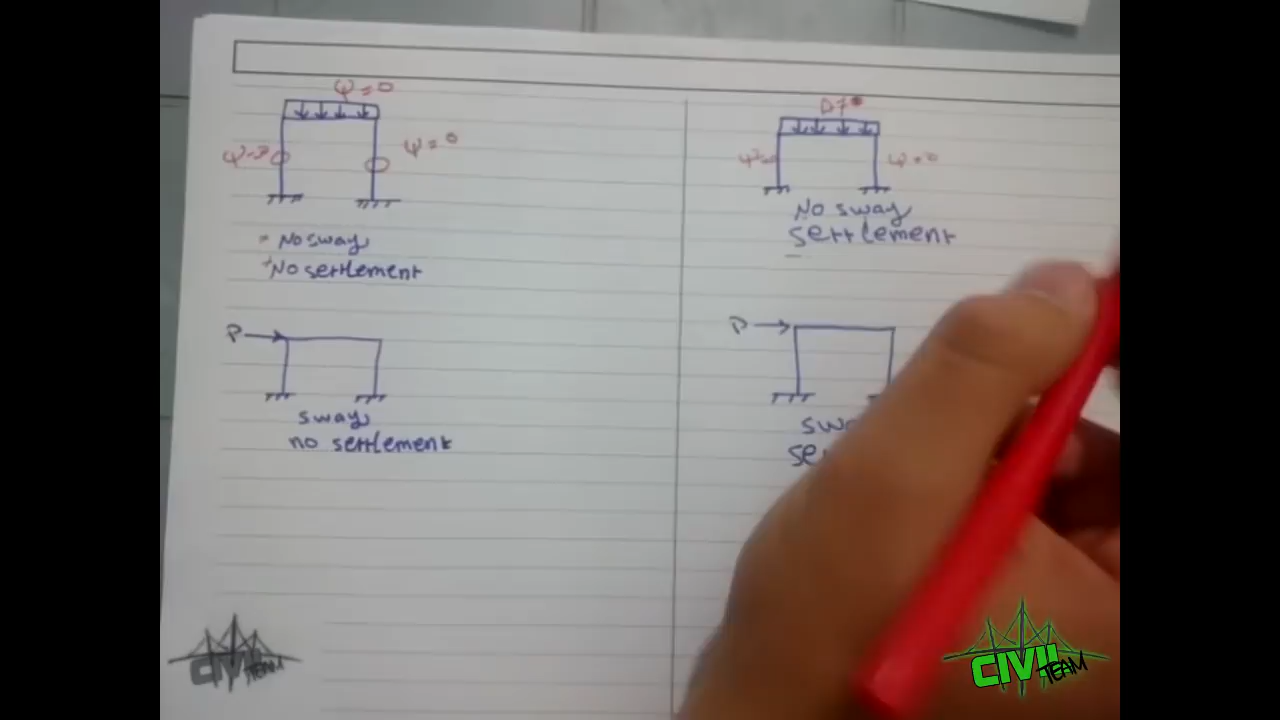 ψ = 0
ψ = 0
ψ = 0
No sway
No settlement
P
sway
no settlement
Δ≠0
ψ = 0
No sway
settlement
P
CIVIL TEAM
CIVIL TEAM